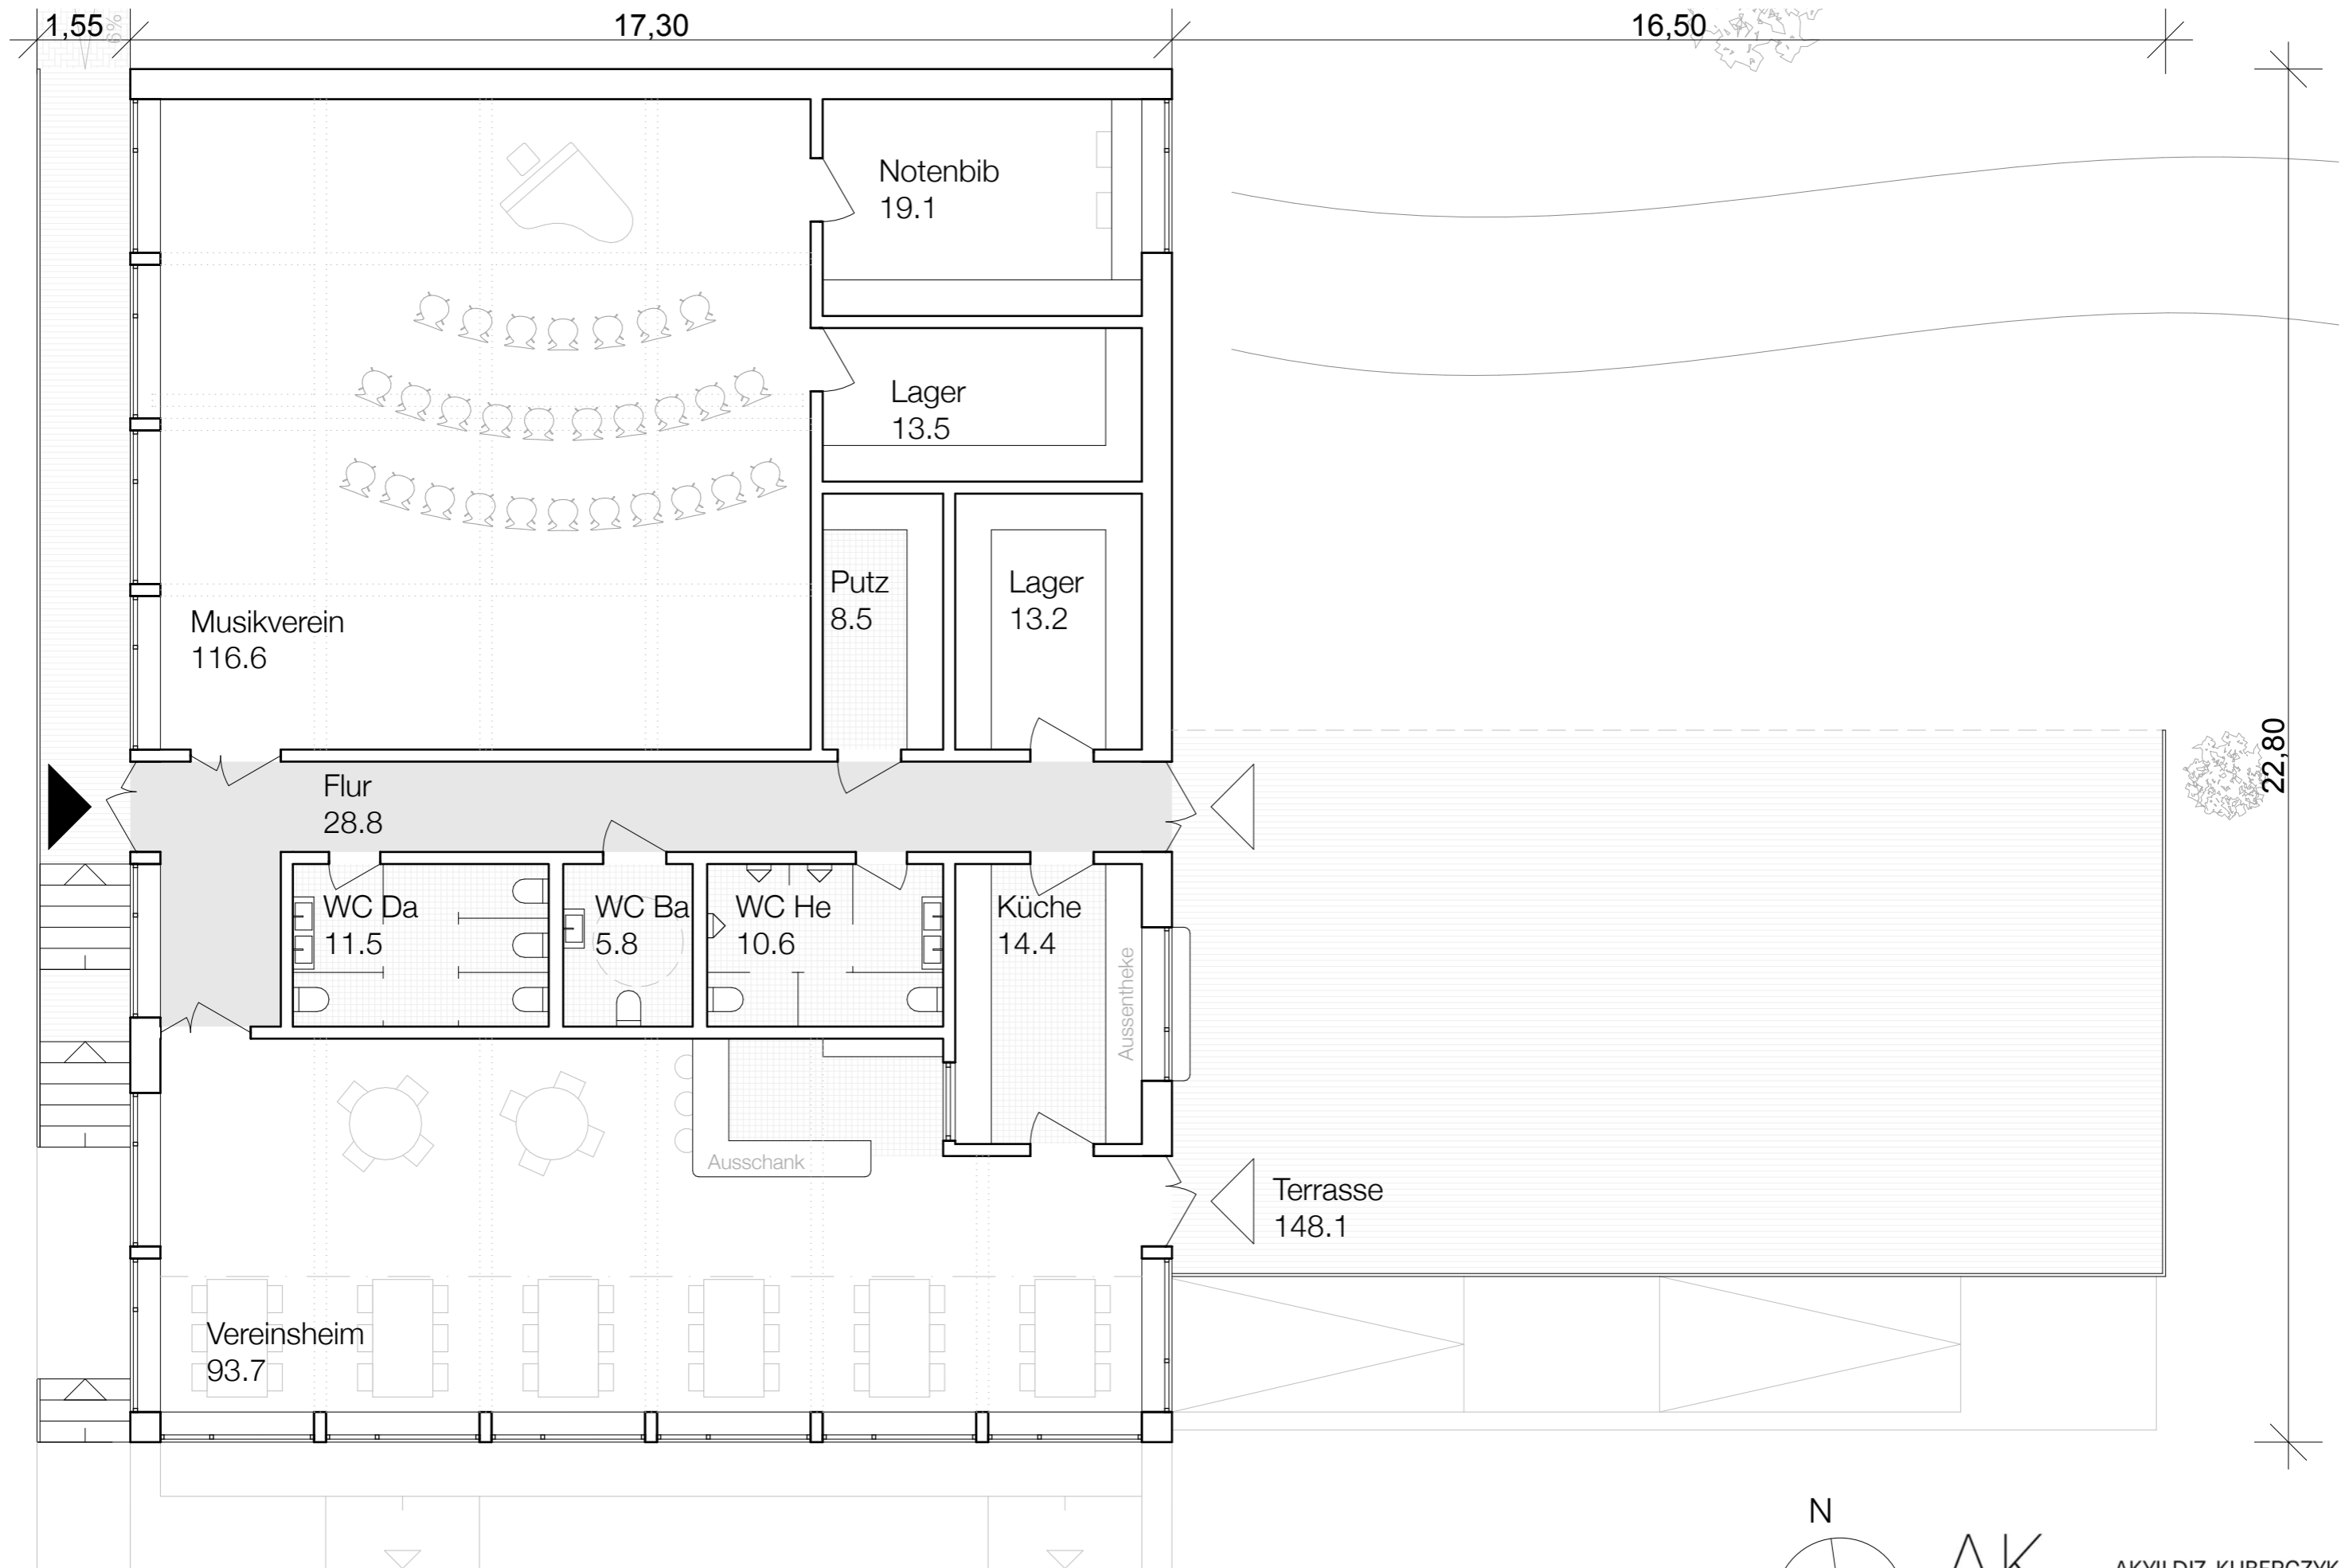 1,55
6%
17,30
16,50
Notenbib
19.1
Lager
13.5
Putz
8.5
Lager
13.2
Musikverein
116.6
22,80
Flur
28.8
WC Da
11.5
WC Ba
5.8
WC He
10.6
Küche
14.4
Aussentheke
Ausschank
Terrasse
148.1
Vereinsheim
93.7
N
AK